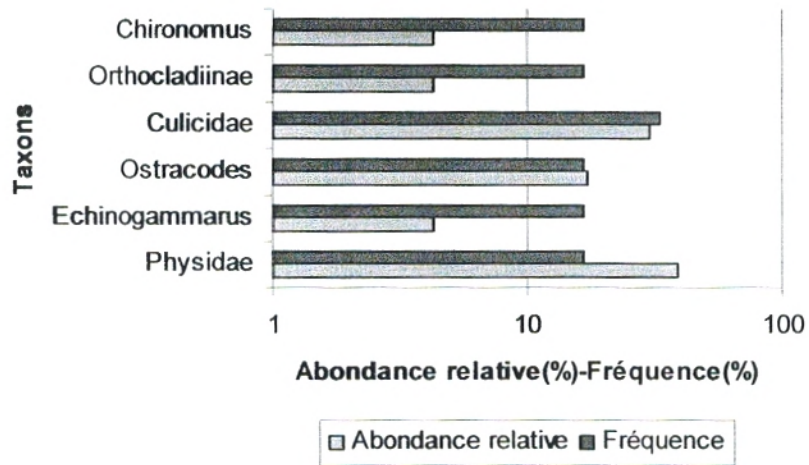 Chironomus
Orthocladiinae
Culicidae
Ostracodes
Echinogammarus
Physidae
Taxons
1 10 100
Abondance relative(%)-Fréquence(%)
Abondance relative Fréquence